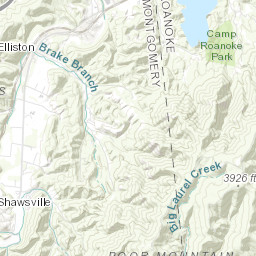 Elliston
Brake Branch
ROANOKE
MONTGOMERY
Camp
Roanoke
Park
Shawsville
Big Laurel Creek
3926 ft
POOR MOUNTAIN